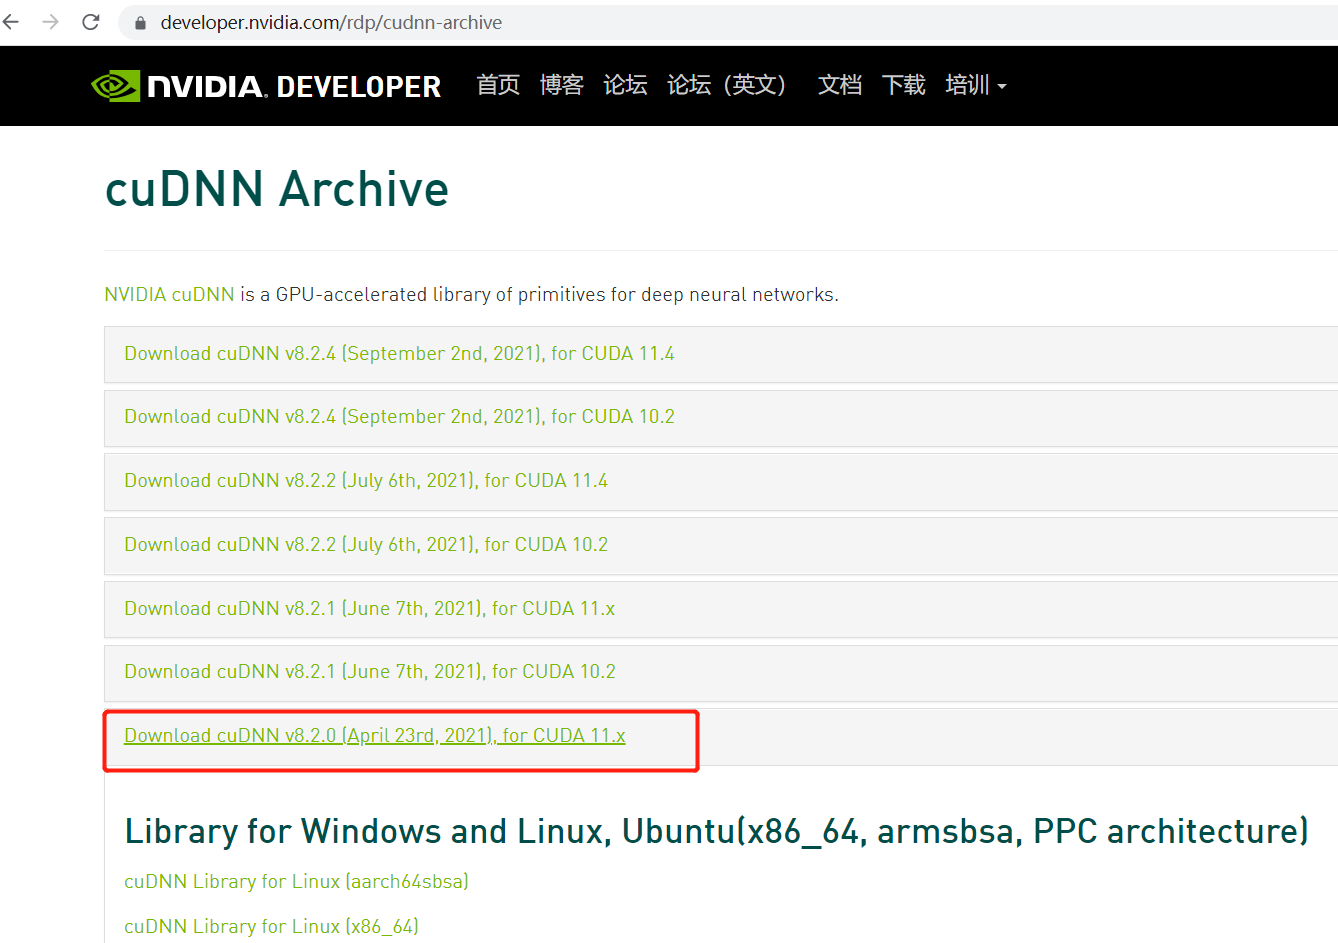 developer.nvidia.com/rdp/cudnn-archive
NVIDIA. DEVELOPER 首页 博客 论坛 论坛（英文） 文档 下载 培训
cuDNN Archive
NVIDIA cuDNN is a GPU-accelerated library of primitives for deep neural networks.
Download cuDNN v8.2.4 (September 2nd, 2021), for CUDA 11.4
Download cuDNN v8.2.4 (September 2nd, 2021), for CUDA 10.2
Download cuDNN v8.2.2 (July 6th, 2021), for CUDA 11.4
Download cuDNN v8.2.2 (July 6th, 2021), for CUDA 10.2
Download cuDNN v8.2.1 (June 7th, 2021), for CUDA 11.x
Download cuDNN v8.2.1 (June 7th, 2021), for CUDA 10.2
Download cuDNN v8.2.0 (April 23rd, 2021), for CUDA 11.x
Library for Windows and Linux, Ubuntu(x86_64, armsbsa, PPC architecture)
cuDNN Library for Linux (aarch64sbsa)
cuDNN Library for Linux (x86_64)